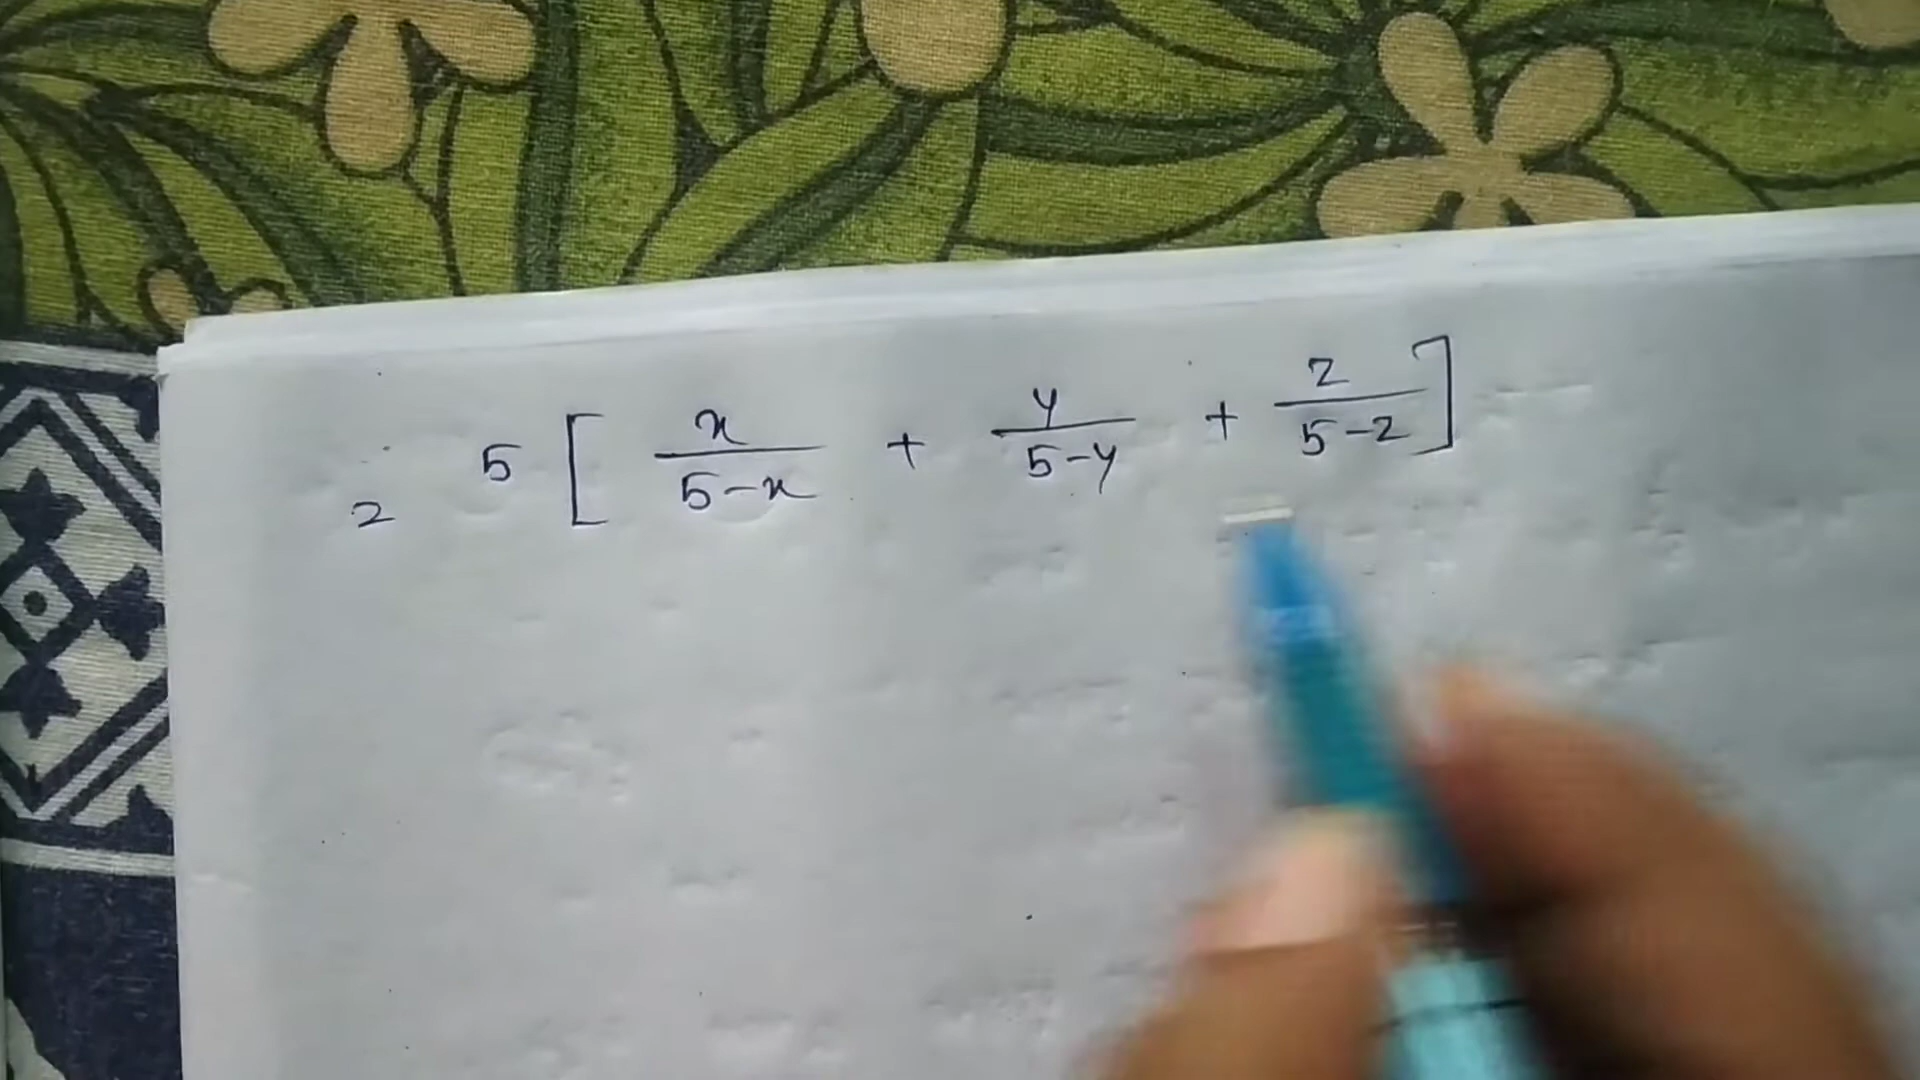 = 5 [ x/(5-x) + y/(5-y) + z/(5-z) ]